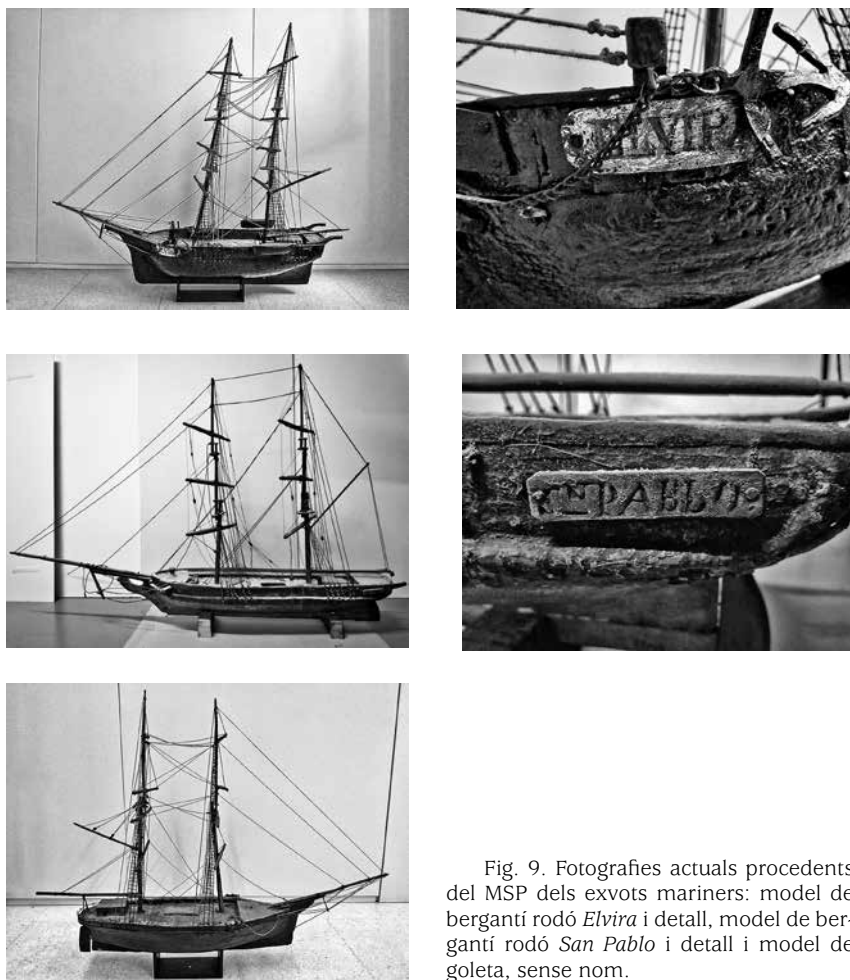 Fig. 9. Fotografies actuals procedents
del MSP dels exvots mariners: model de
bergantí rodó Elvira i detall, model de ber-
gantí rodó San Pablo i detall i model de
goleta, sense nom.